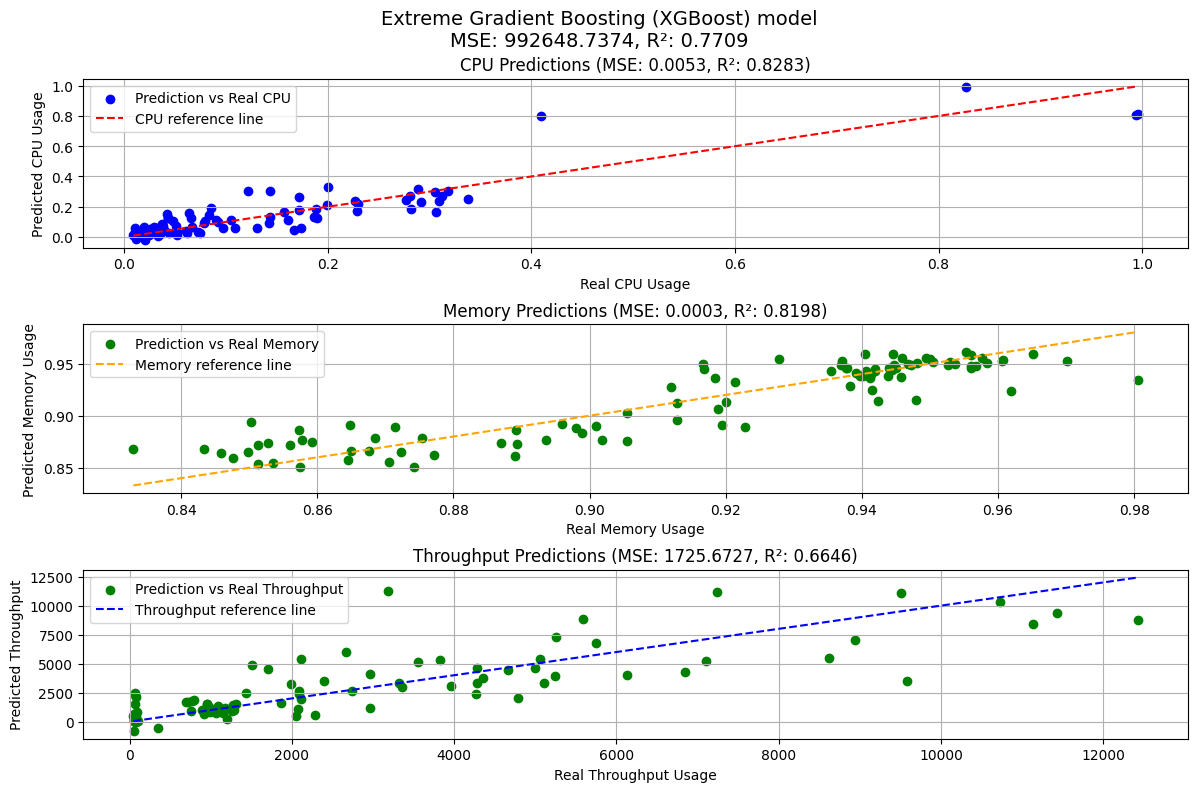 Extreme Gradient Boosting (XGBoost) model
MSE: 992648.7374, R²: 0.7709
CPU Predictions (MSE: 0.0053, R²: 0.8283)
Prediction vs Real CPU
CPU reference line
Predicted CPU Usage
1.0
0.8
0.6
0.4
0.2
0.0
0.0 0.2 0.4 0.6 0.8 1.0
Real CPU Usage
Memory Predictions (MSE: 0.0003, R²: 0.8198)
Prediction vs Real Memory
Memory reference line
Predicted Memory Usage
0.95
0.90
0.85
0.84 0.86 0.88 0.90 0.92 0.94 0.96 0.98
Real Memory Usage
Throughput Predictions (MSE: 1725.6727, R²: 0.6646)
Prediction vs Real Throughput
Throughput reference line
Predicted Throughput
12500
10000
7500
5000
2500
0
0 2000 4000 6000 8000 10000 12000
Real Throughput Usage